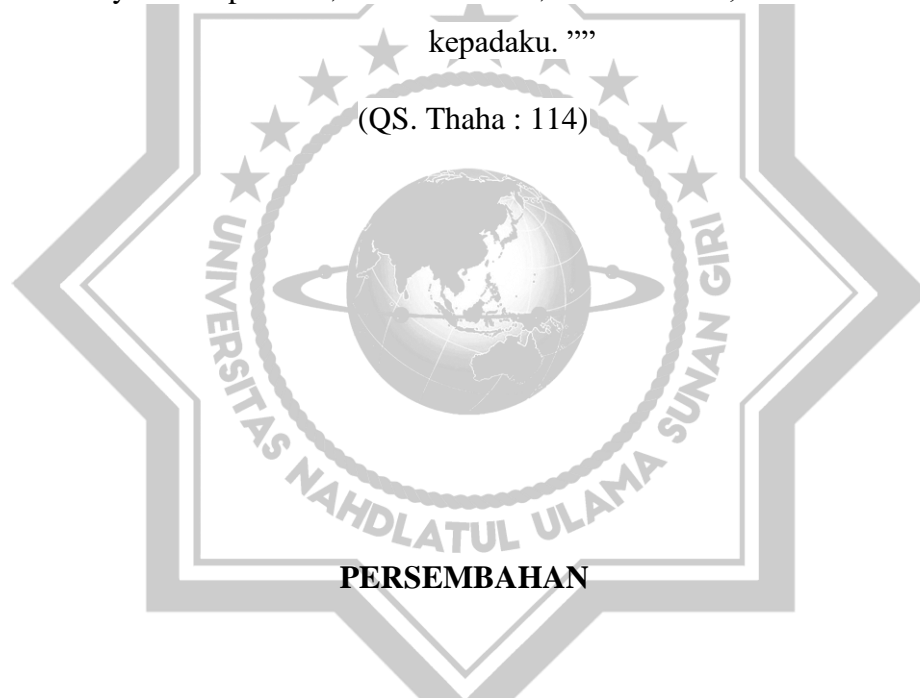 kepadaku. ””
(QS. Thaha : 114)
UNIVERSITAS NAHDLATUL ULAMA SUNAN GIRI
PERSEMBAHAN